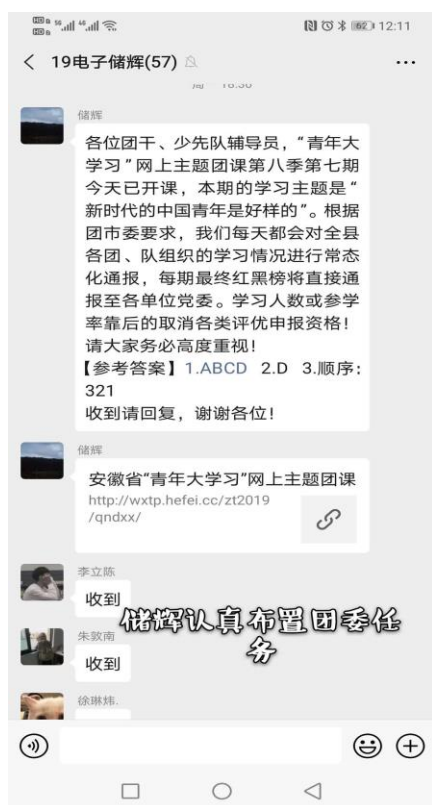 62 12:11
19电子储辉(57)
储辉
各位团干、少先队辅导员，“青年大
学习”网上主题团课第八季第七期
今天已开课，本期的学习主题是“
新时代的中国青年是好样的”。根据
团市委要求，我们每天都会对全县
各团、队组织的学习情况进行常态
化通报，每期最终红黑榜将直接通
报至各单位党委。学习人数或参学
率靠后的取消各类评优申报资格！
请大家务必高度重视！
【参考答案】1.ABCD 2.D 3.顺序：
321
收到请回复，谢谢各位！
储辉
安徽省“青年大学习”网上主题团课
http://wxtp.hefei.cc/zt2019
/qndxx/
李立陈
收到
储辉认真布置团委任
务
朱敦南
收到
徐琳炜.